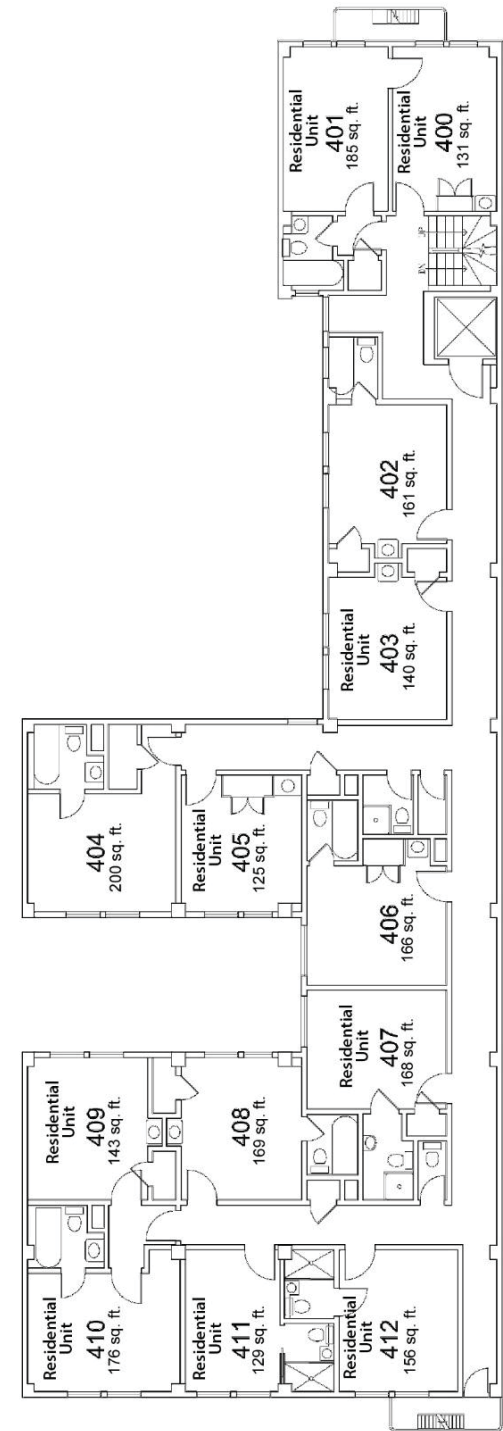 Residential
Unit
401
185 sq. ft.
Residential
Unit
400
131 sq. ft.
UP
DN
402
161 sq. ft.
Residential
Unit
403
140 sq. ft.
404
200 sq. ft.
Residential
Unit
405
125 sq. ft.
406
166 sq. ft.
Residential
Unit
407
168 sq. ft.
Residential
Unit
409
143 sq. ft.
408
169 sq. ft.
Residential
Unit
410
176 sq. ft.
Residential
Unit
411
129 sq. ft.
Residential
Unit
412
156 sq. ft.